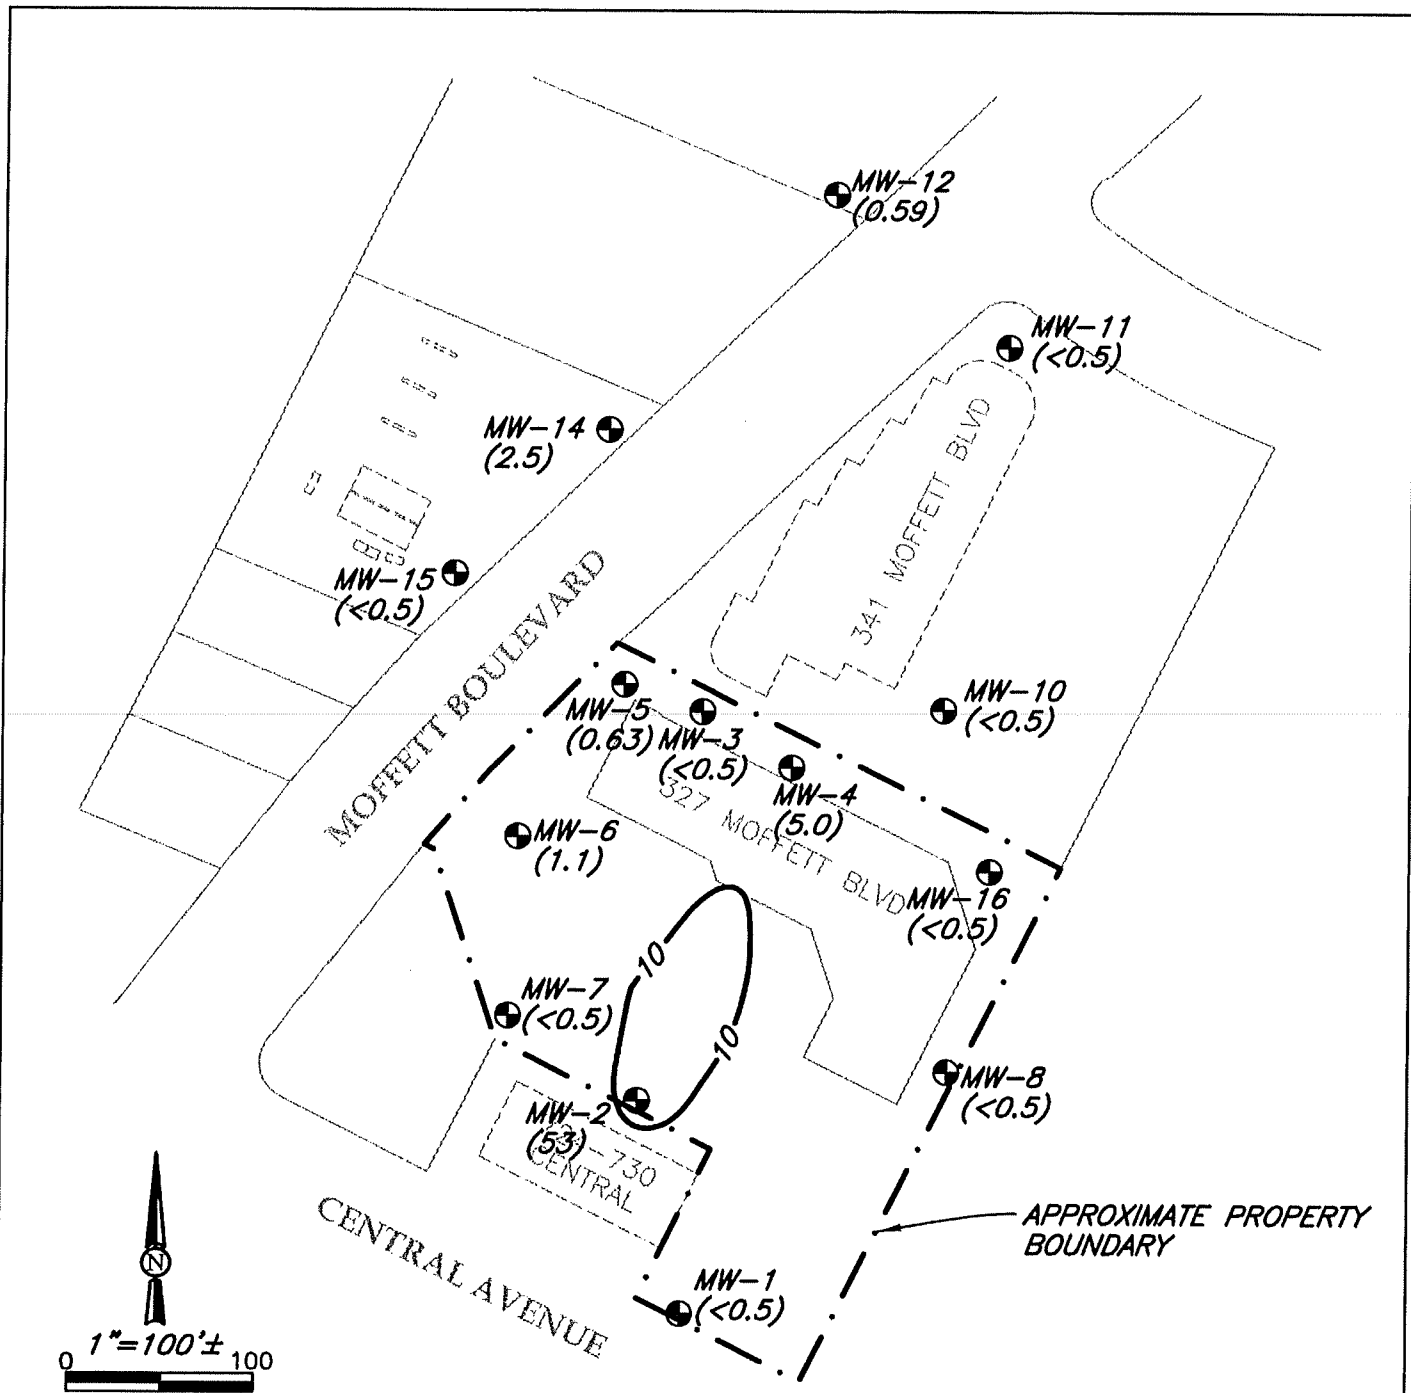 MW-12
(0.59)
MW-11
(<0.5)
MW-14
(2.5)
341 MOFFETT BLVD
MW-15
(<0.5)
MOFFETT BOULEVARD
MW-10
(<0.5)
MW-5
(0.63)
MW-3
(<0.5)
MW-4
(5.0)
327 MOFFETT BLVD
MW-6
(1.1)
MW-16
(<0.5)
10
10
MW-7
(<0.5)
MW-8
(<0.5)
MW-2
(53)
-730
CENTRAL
CENTRAL AVENUE
APPROXIMATE PROPERTY
BOUNDARY
MW-1
(<0.5)
N
1"=100'±
0 100